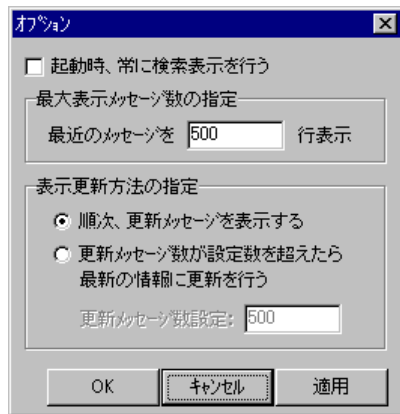 オプション
起動時、常に検索表示を行う
最大表示メッセージ数の指定
最近のメッセージを 500 行表示
表示更新方法の指定
順次、更新メッセージを表示する
更新メッセージ数が設定数を超えたら
最新の情報に更新を行う
更新メッセージ数設定: 500
OK キャンセル 適用